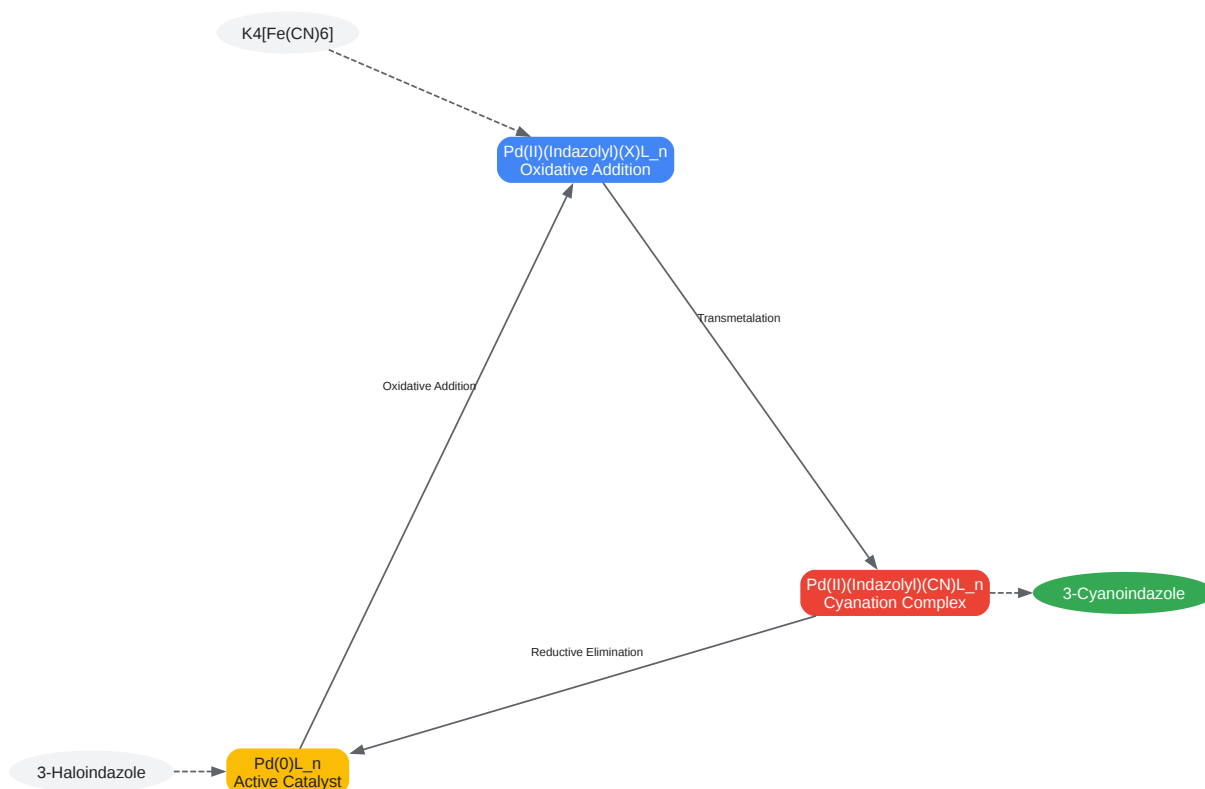 K4[Fe(CN)6]
Pd(II)(Indazolyl)(X)L_n
Oxidative Addition
Transmetalation
Oxidative Addition
Pd(II)(Indazolyl)(CN)L_n
Cyanation Complex
3-Cyanoindazole
Reductive Elimination
3-Haloindazole
Pd(0)L_n
Active Catalyst